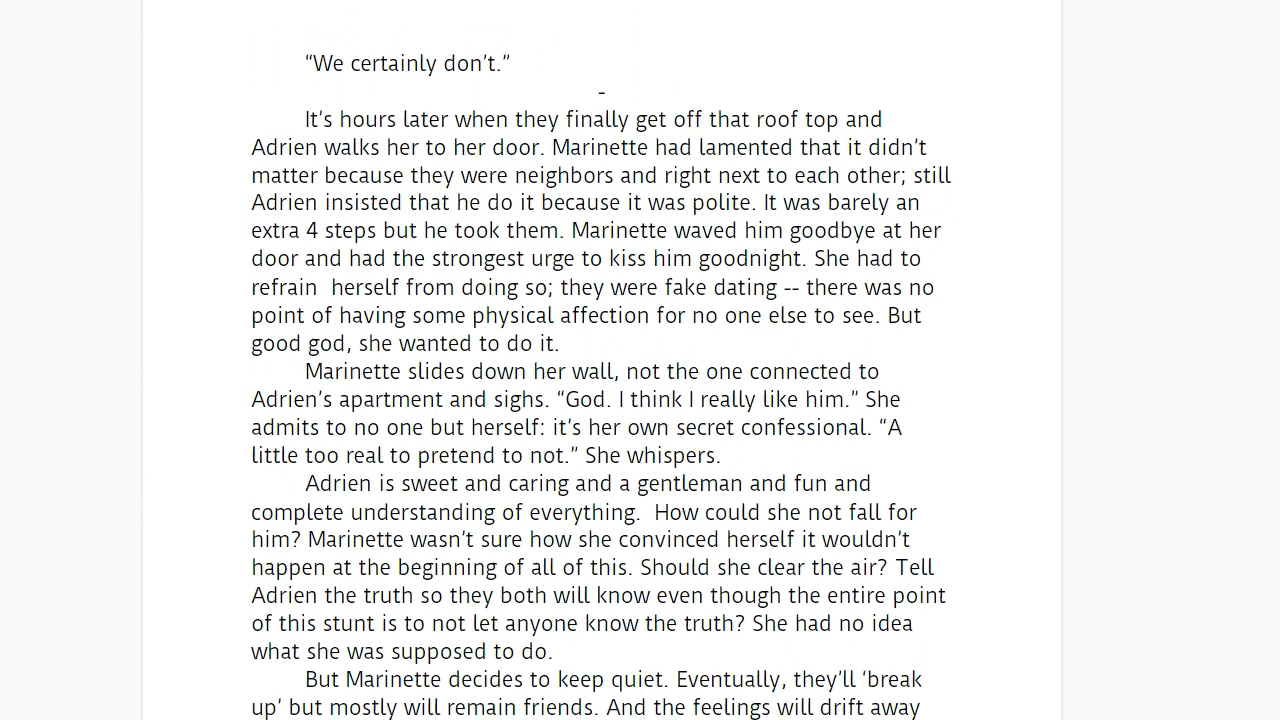 “We certainly don’t.”
-
It’s hours later when they finally get off that roof top and
Adrien walks her to her door. Marinette had lamented that it didn’t
matter because they were neighbors and right next to each other; still
Adrien insisted that he do it because it was polite. It was barely an
extra 4 steps but he took them. Marinette waved him goodbye at her
door and had the strongest urge to kiss him goodnight. She had to
refrain  herself from doing so; they were fake dating -- there was no
point of having some physical affection for no one else to see. But
good god, she wanted to do it.
Marinette slides down her wall, not the one connected to
Adrien’s apartment and sighs. “God. I think I really like him.” She
admits to no one but herself: it’s her own secret confessional. “A
little too real to pretend to not.” She whispers.
Adrien is sweet and caring and a gentleman and fun and
complete understanding of everything.  How could she not fall for
him? Marinette wasn’t sure how she convinced herself it wouldn’t
happen at the beginning of all of this. Should she clear the air? Tell
Adrien the truth so they both will know even though the entire point
of this stunt is to not let anyone know the truth? She had no idea
what she was supposed to do.
But Marinette decides to keep quiet. Eventually, they’ll ‘break
up’ but mostly will remain friends. And the feelings will drift away